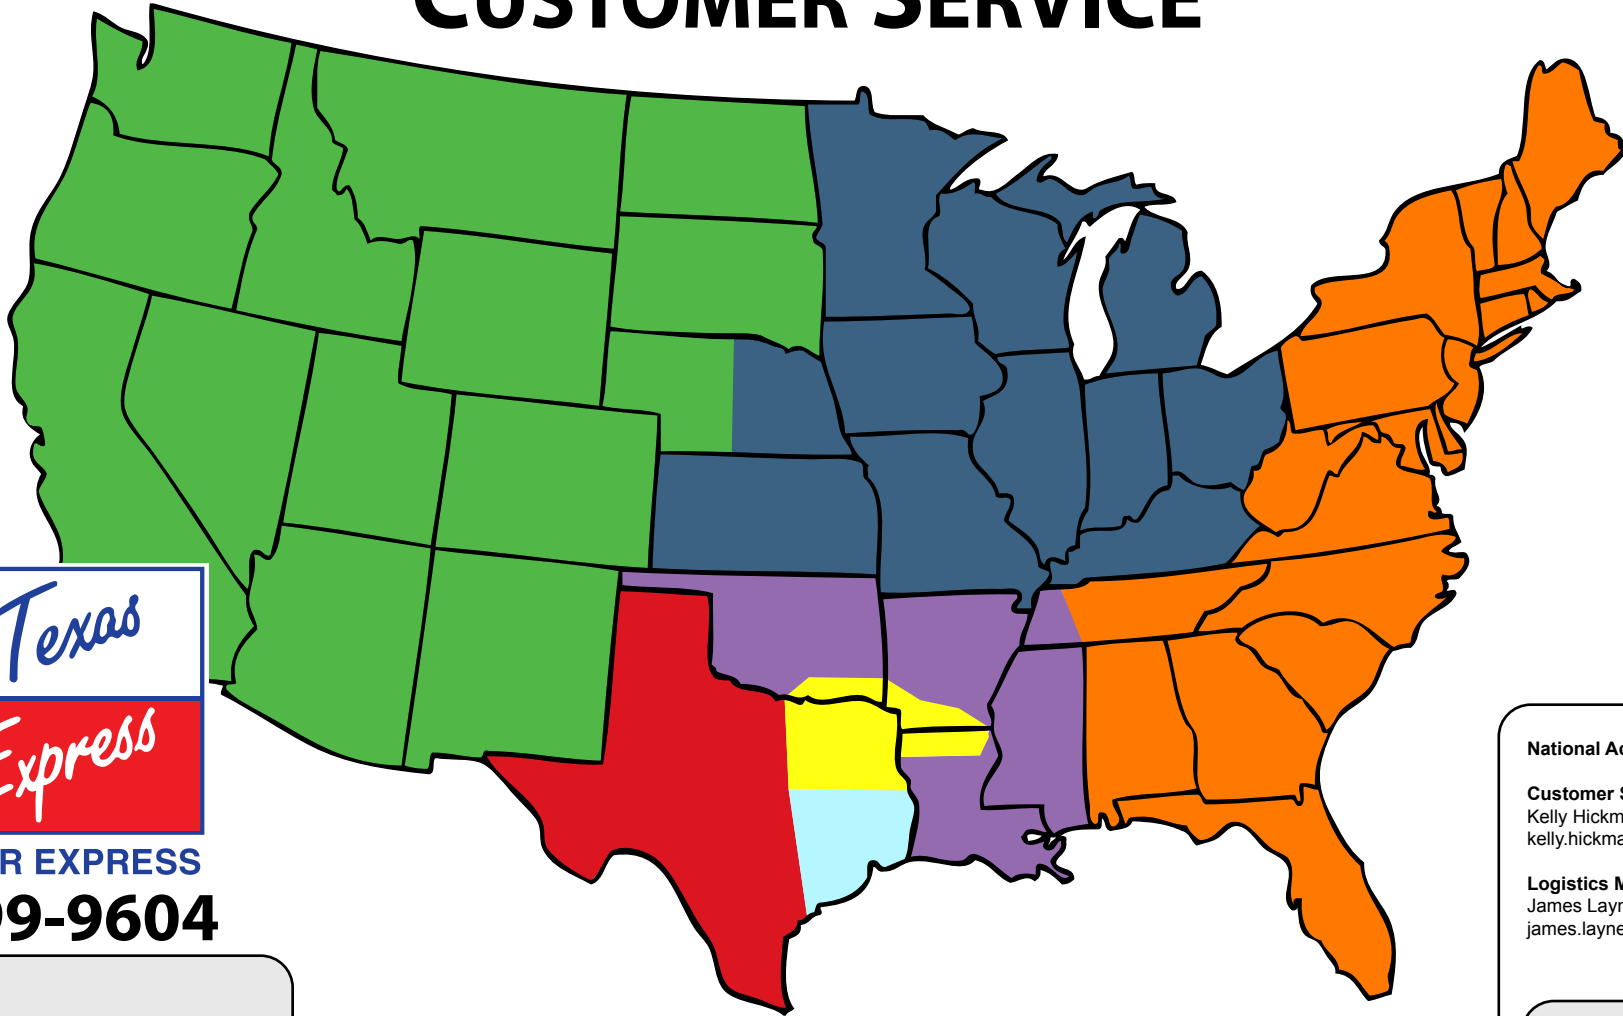 CUSTOMER SERVICE
Texas
Express
R EXPRESS
99-9604
National Ac
Customer S
Kelly Hickm
kelly.hickma
Logistics M
James Layn
james.layne